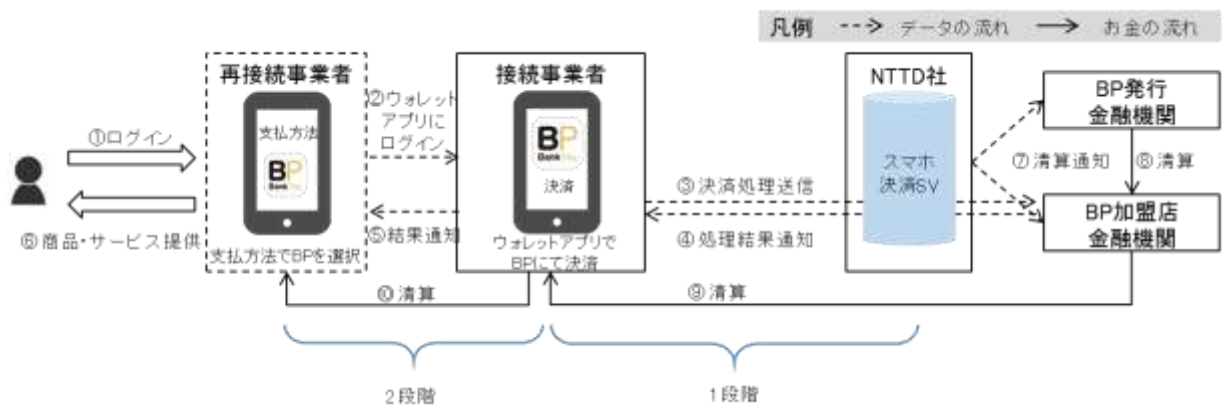 凡例 データの流れ お金の流れ
再接続事業者
支払方法
BP
Bank Pay
支払方法でBPを選択
①ログイン
⑥商品・サービス提供
②ウォレット
アプリに
ログイン
⑤結果通知
接続事業者
BP
Bank Pay
決済
ウォレットアプリで
BPにて決済
③決済処理送信
④処理結果通知
NTTD社
スマホ
決済SV
BP発行
金融機関
⑦清算通知
⑧清算
BP加盟店
金融機関
⑩清算
⑨清算
2段階
1段階